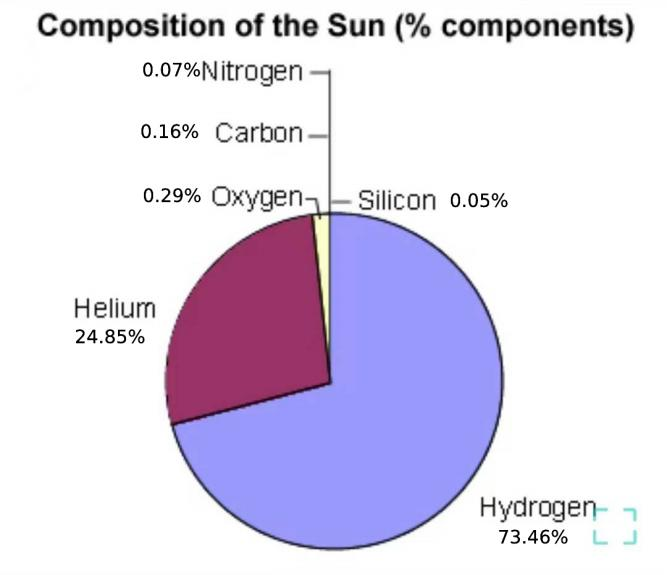 Composition of the Sun (% components)
0.07%Nitrogen
0.16% Carbon
0.29% Oxygen
Silicon 0.05%
Helium
24.85%
Hydrogen
73.46%